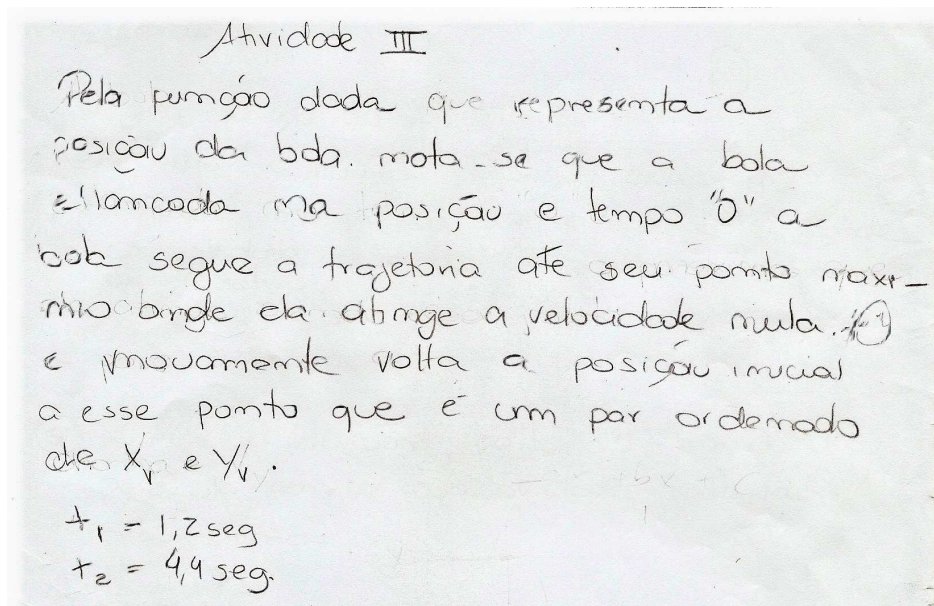 Atividade III
Pela função dada que representa a
posição da bola. nota-se que a bola
é lançada na posição e tempo "0" a
bola segue a trajetoria até seu ponto maxi-
mio onde ela atinge a velocidade nula.
e novamente volta a posição inicial
a esse ponto que é um par ordenado
de Xv e Yv.
t1 = 1,2 seg
t2 = 4,4 seg.